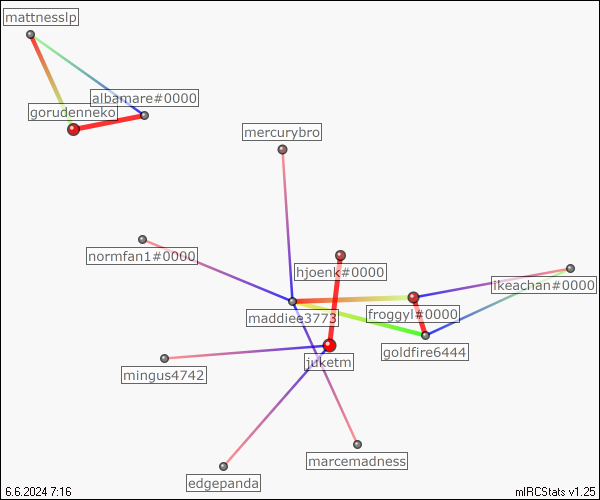 mattnesslp
albamare#0000
gorudenneko
mercurybro
normfan1#0000
hjoenk#0000
ikeachan#0000
maddiee3773
froggyl#0000
goldfire6444
juketm
mingus4742
marcemadness
edgepanda
6.6.2024 7:16
mIRCStats v1.25